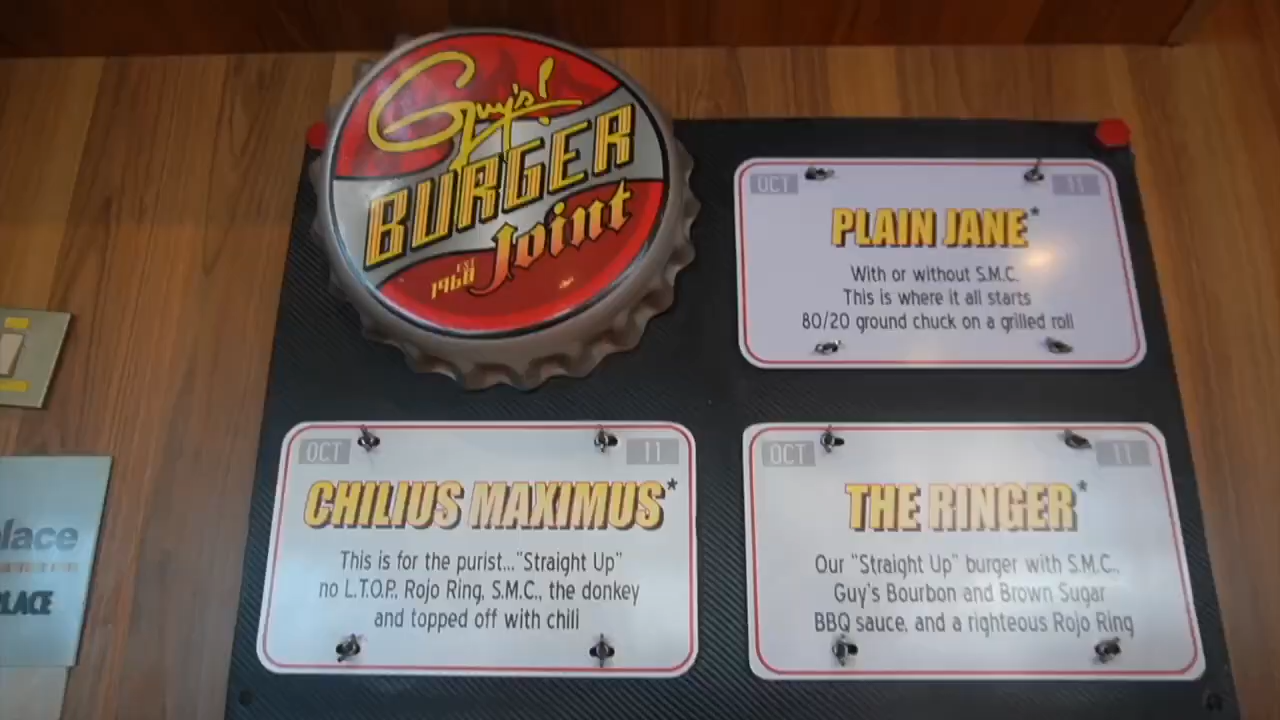 Guy's!
BURGER
Joint
EST
1968
OCT 11
PLAIN JANE*
With or without S.M.C.
This is where it all starts
80/20 ground chuck on a grilled roll
OCT 11
CHILIUS MAXIMUS*
This is for the purist..."Straight Up"
no L.T.O.P., Rojo Ring, S.M.C., the donkey
and topped off with chili
OCT 11
THE RINGER*
Our "Straight Up" burger with S.M.C.,
Guy's Bourbon and Brown Sugar
BBQ sauce, and a righteous Rojo Ring
lace
LACE